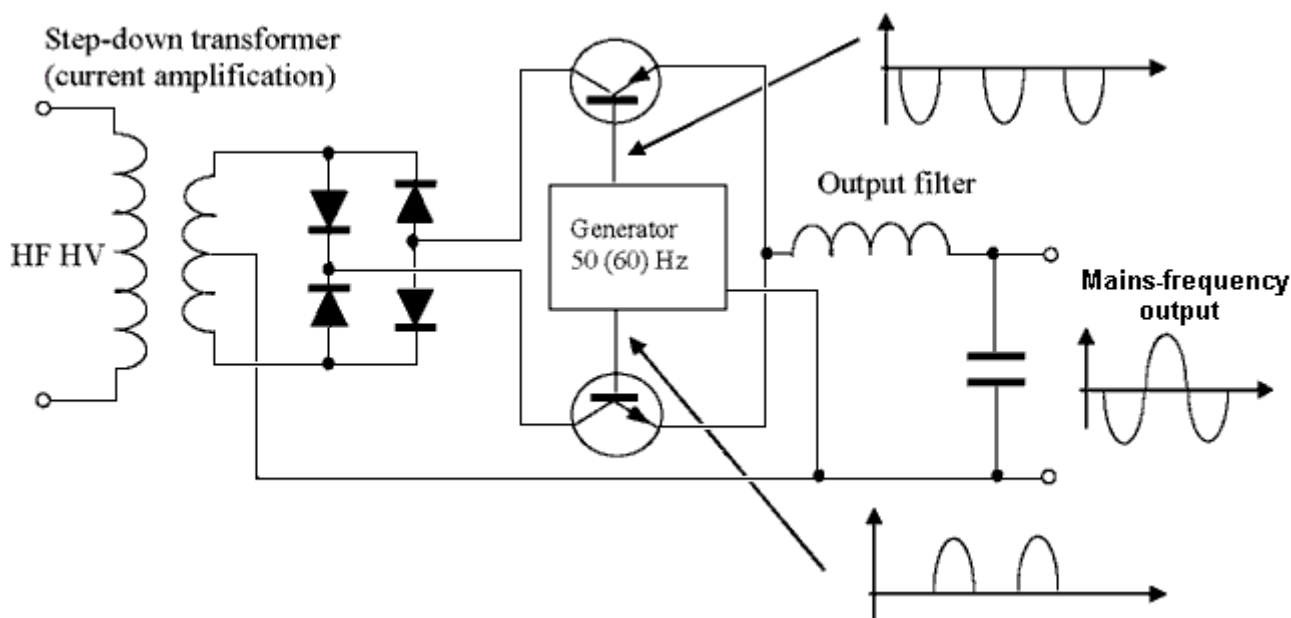 Step-down transformer
(current amplification)
HF HV
Generator
50 (60) Hz
Output filter
Mains-frequency
output